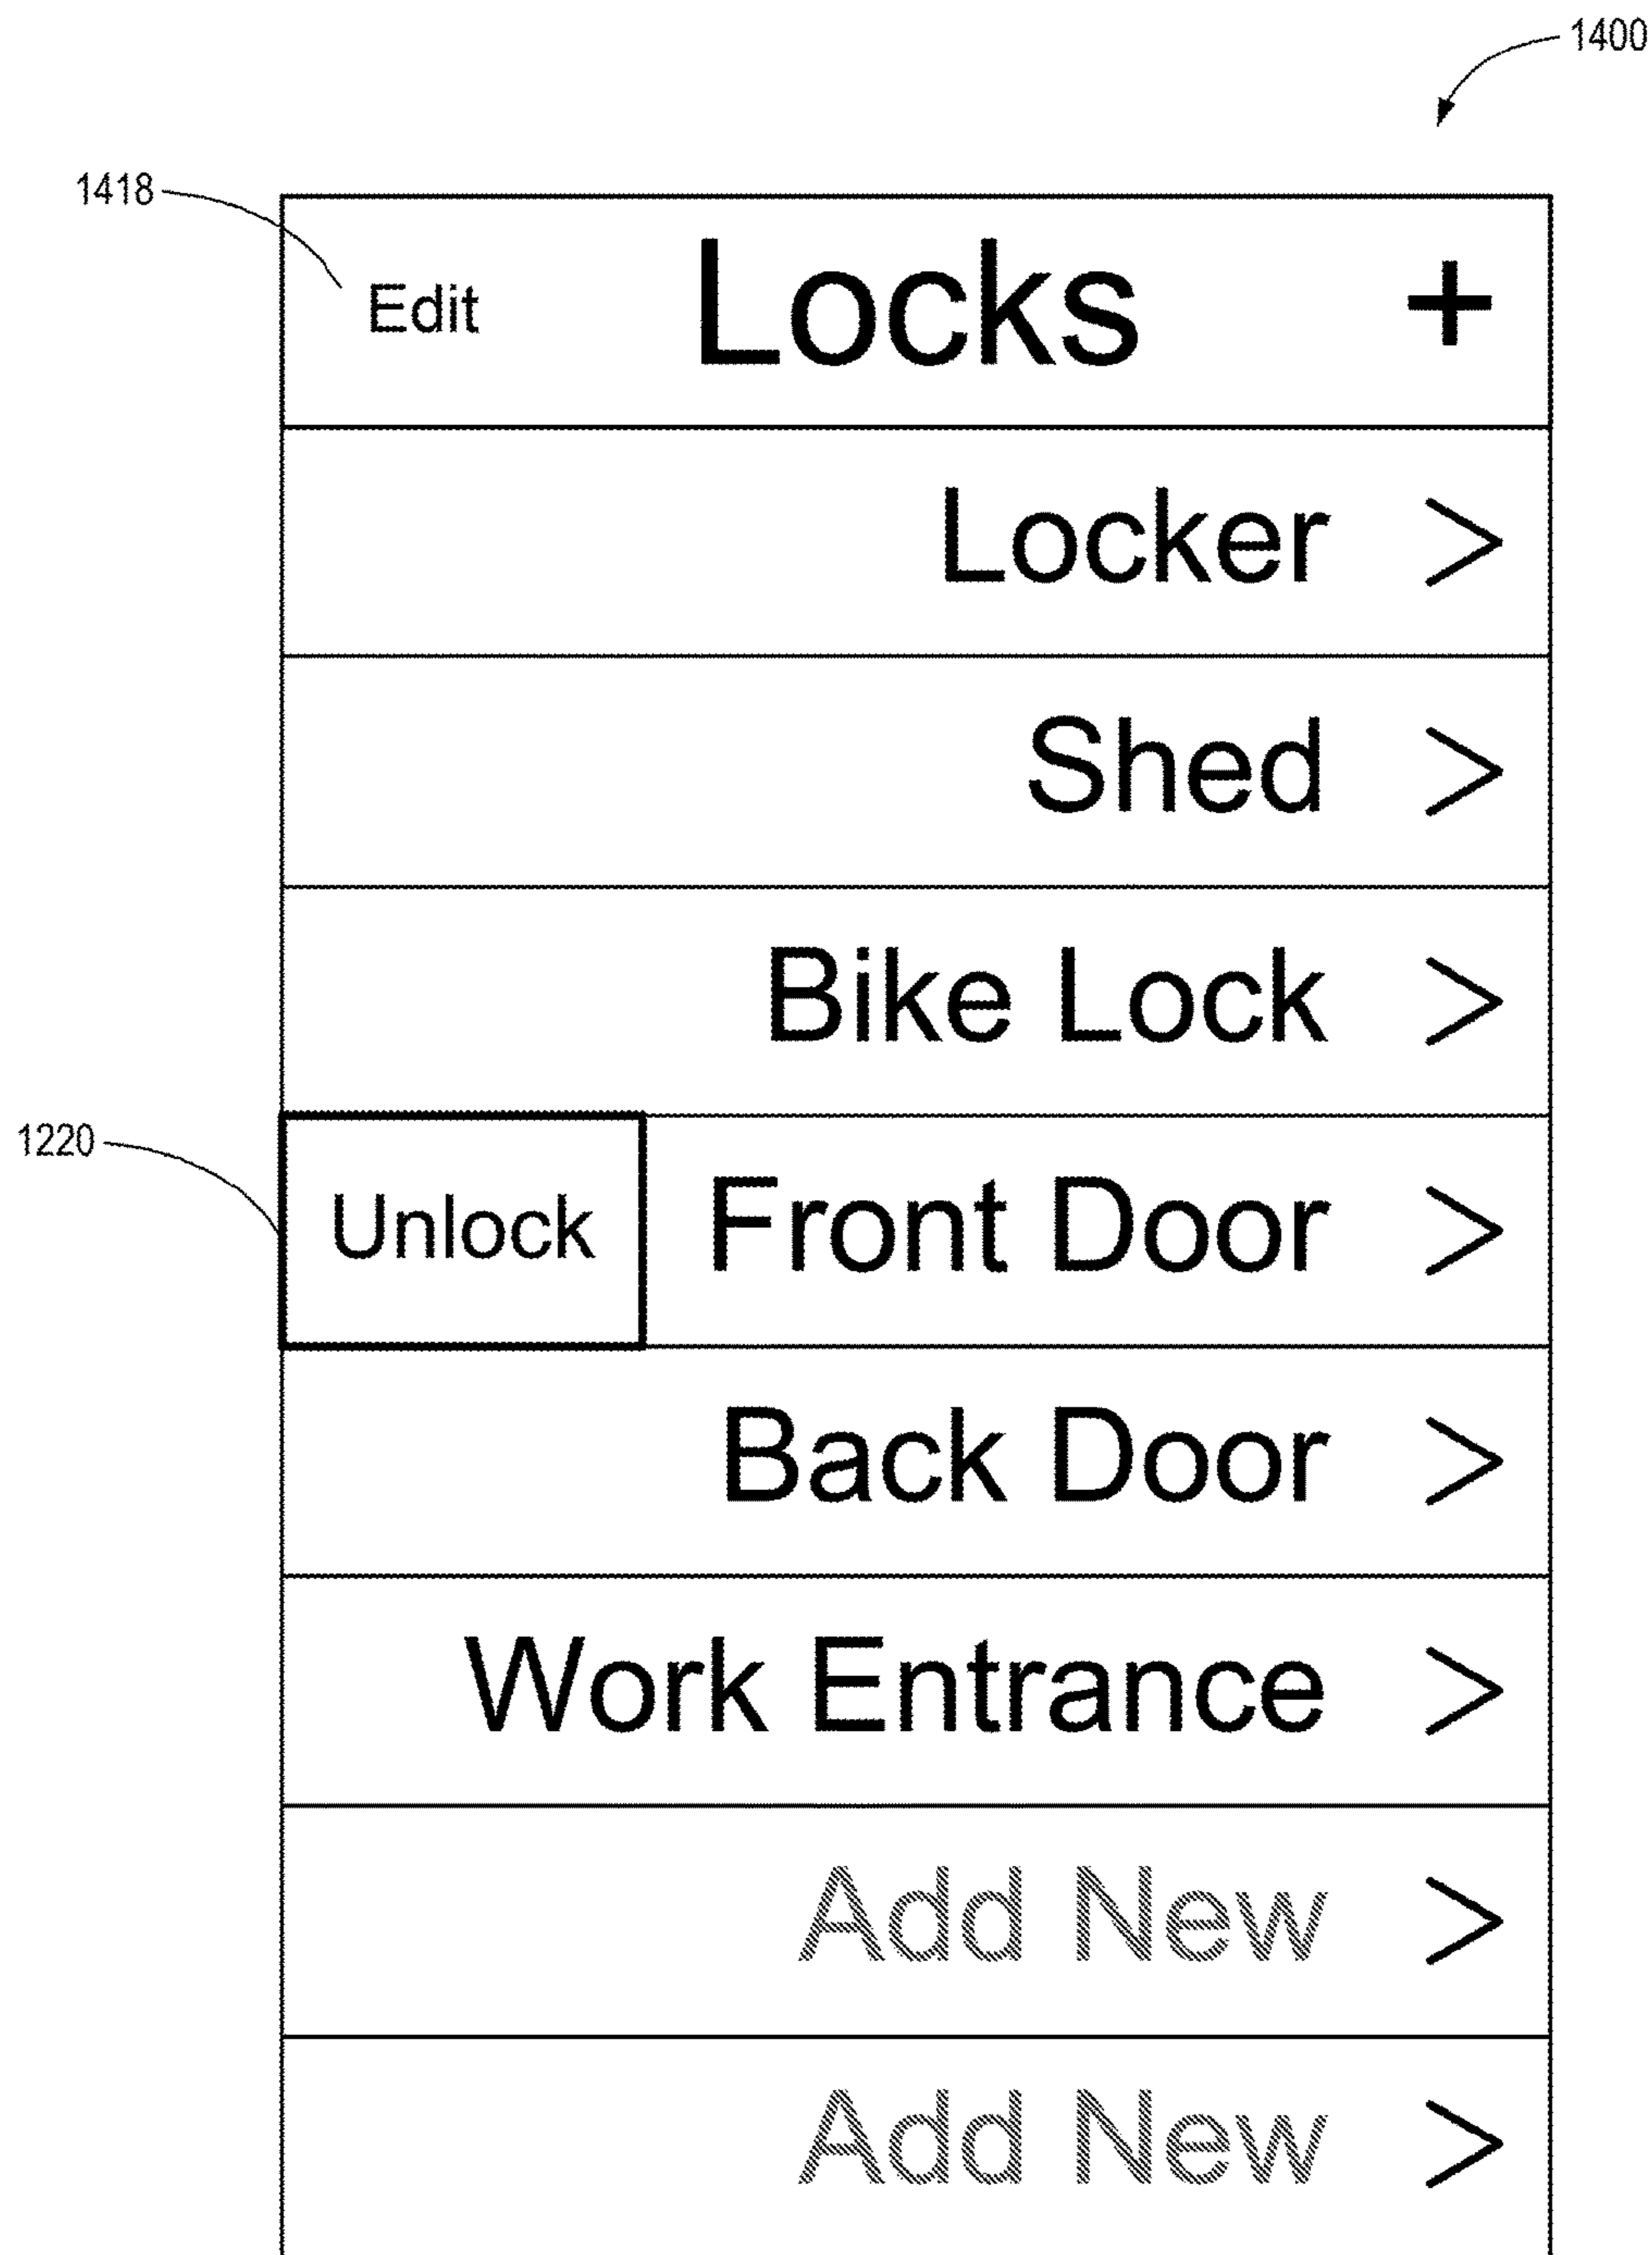 1400
1418
Edit Locks +
Locker >
Shed >
Bike Lock >
1220
Unlock Front Door >
Back Door >
Work Entrance >
Add New >
Add New >